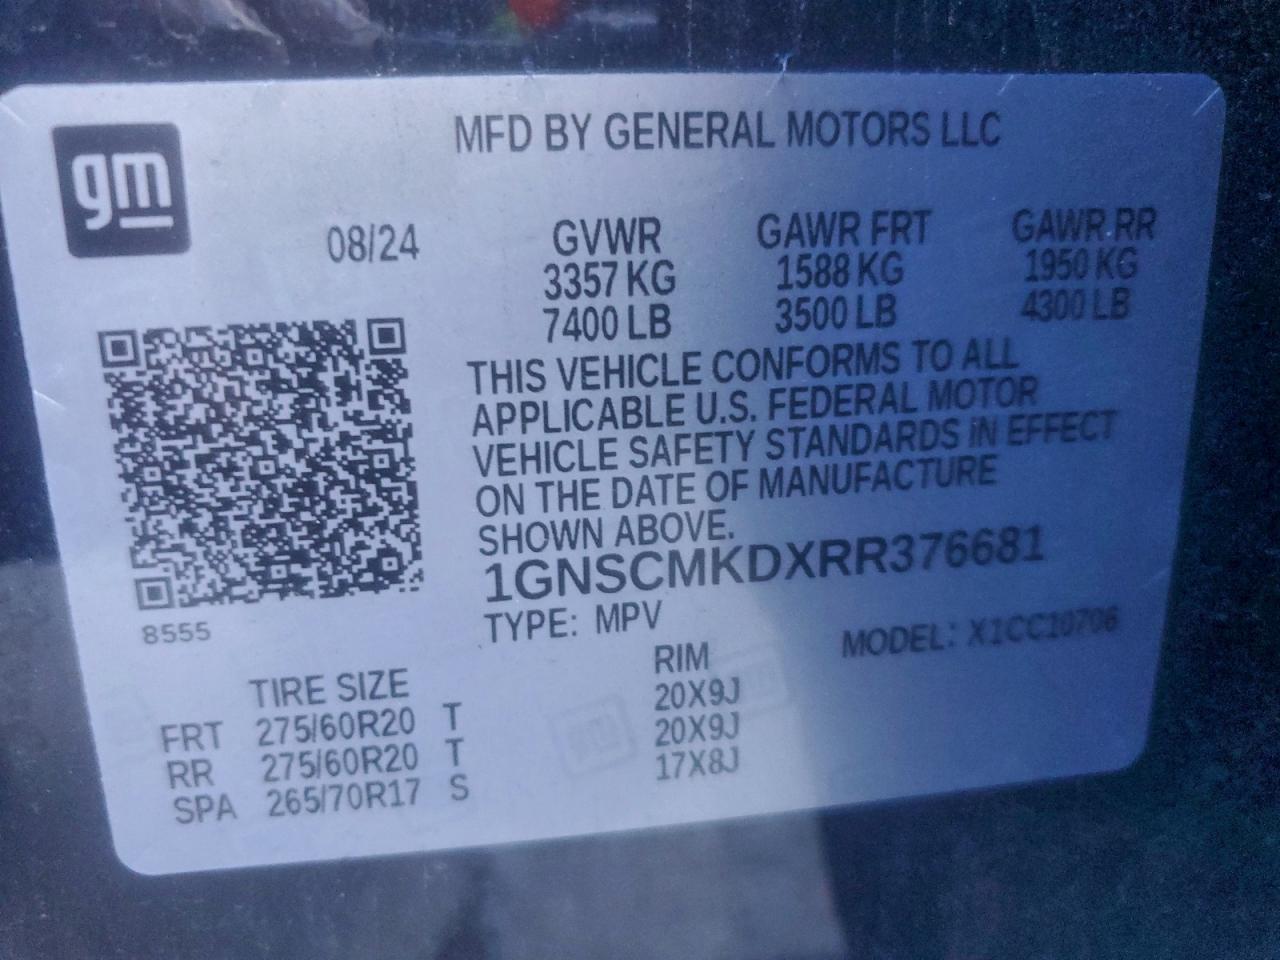 gm
MFD BY GENERAL MOTORS LLC
08/24 GVWR GAWR FRT GAWR RR
3357 KG 1588 KG 1950 KG
7400 LB 3500 LB 4300 LB
THIS VEHICLE CONFORMS TO ALL
APPLICABLE U.S. FEDERAL MOTOR
VEHICLE SAFETY STANDARDS IN EFFECT
ON THE DATE OF MANUFACTURE
SHOWN ABOVE.
1GNSCMKDXRR376681
8555
TYPE: MPV MODEL: X1CC10706
TIRE SIZE RIM
FRT 275/60R20 T 20X9J
RR 275/60R20 T 20X9J
SPA 265/70R17 S 17X8J